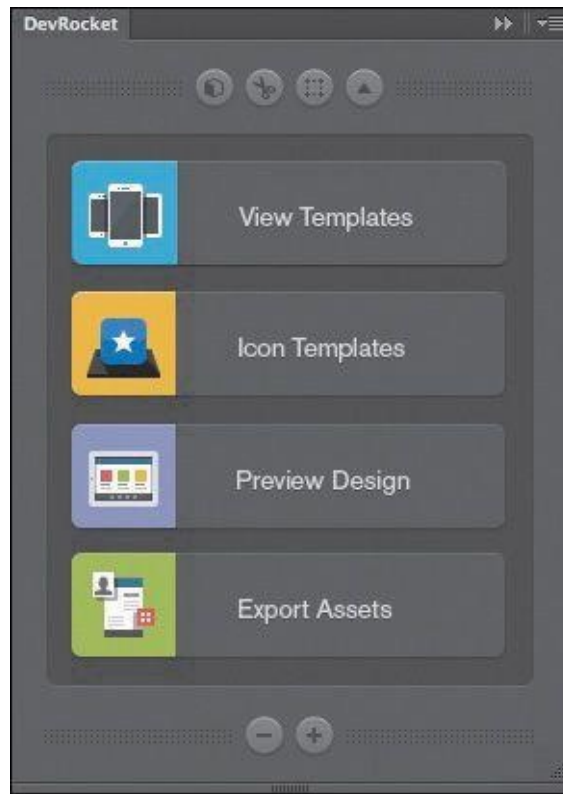 DevRocket
View Templates
Icon Templates
Preview Design
Export Assets